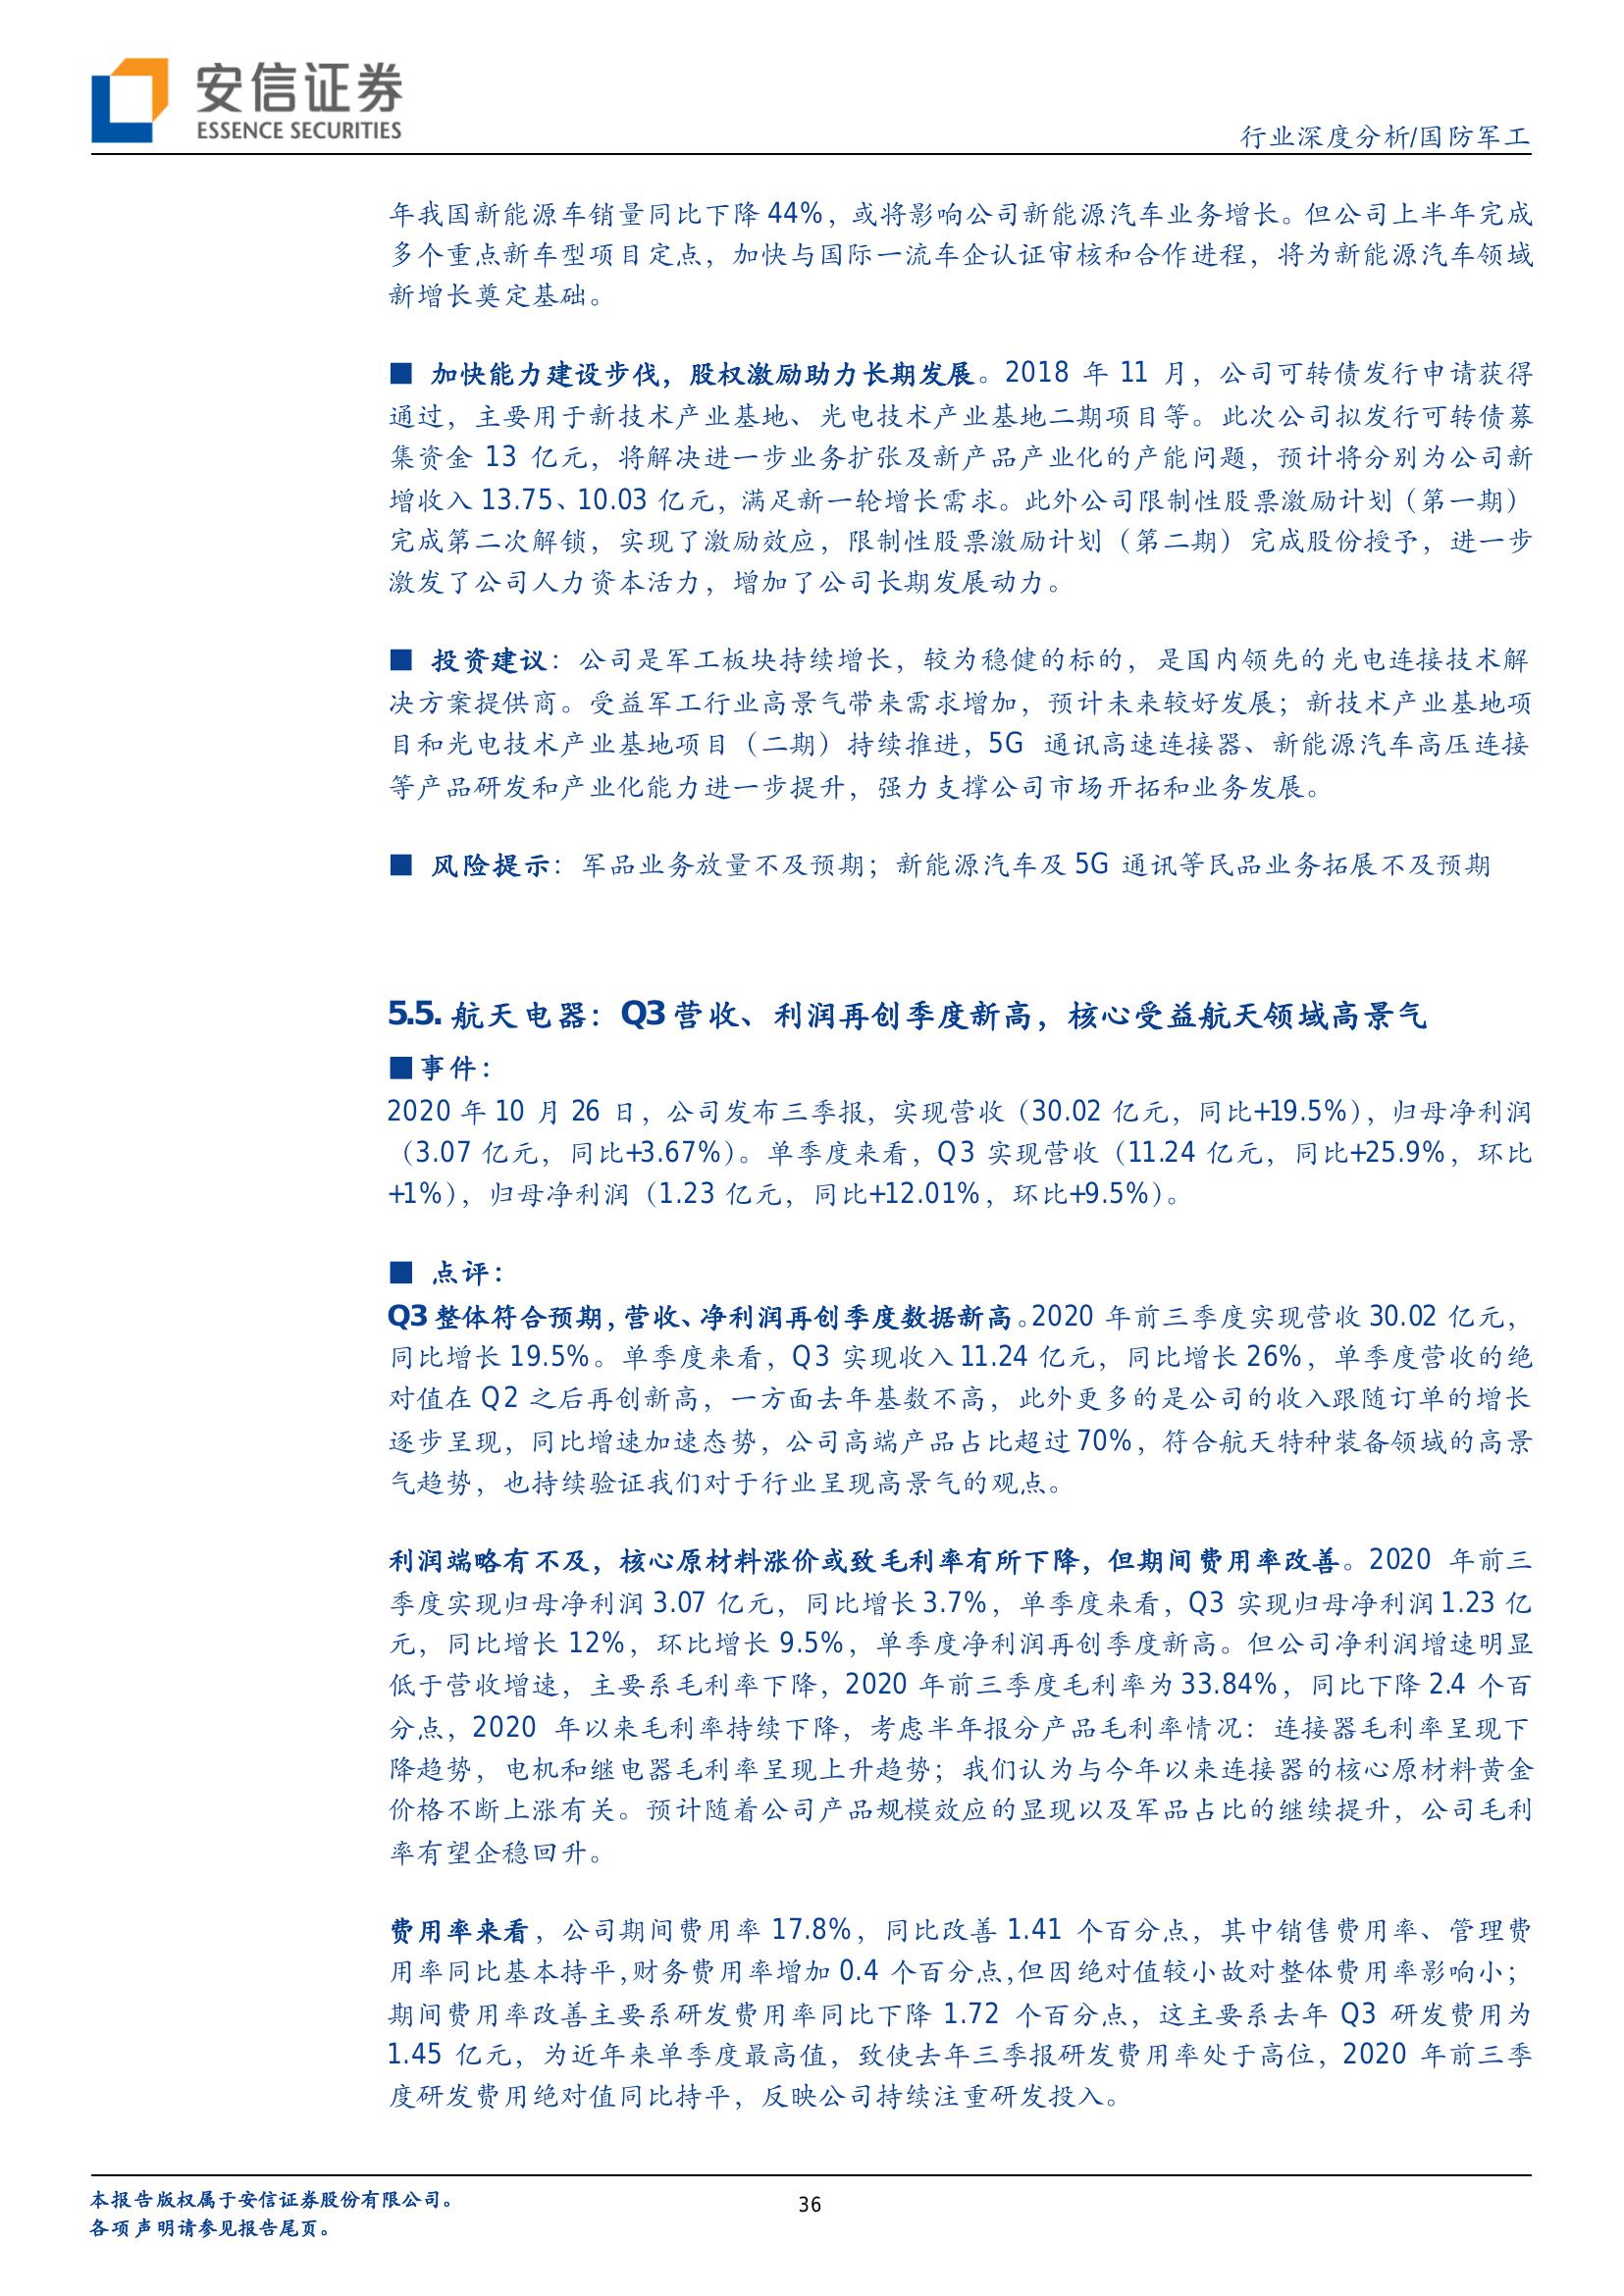 安信证券
ESSENCE SECURITIES
行业深度分析/国防军工
年我国新能源车销量同比下降 44%，或将影响公司新能源汽车业务增长。但公司上半年完成
多个重点新车型项目定点，加快与国际一流车企认证审核和合作进程，将为新能源汽车领域
新增长奠定基础。
■ 加快能力建设步伐，股权激励助力长期发展。2018 年 11 月，公司可转债发行申请获得
通过，主要用于新技术产业基地、光电技术产业基地二期项目等。此次公司拟发行可转债募
集资金 13 亿元，将解决进一步业务扩张及新产品产业化的产能问题，预计将分别为公司新
增收入 13.75、10.03 亿元，满足新一轮增长需求。此外公司限制性股票激励计划（第一期）
完成第二次解锁，实现了激励效应，限制性股票激励计划（第二期）完成股份授予，进一步
激发了公司人力资本活力，增加了公司长期发展动力。
■ 投资建议：公司是军工板块持续增长，较为稳健的标的，是国内领先的光电连接技术解
决方案提供商。受益军工行业高景气带来需求增加，预计未来较好发展；新技术产业基地项
目和光电技术产业基地项目（二期）持续推进，5G 通讯高速连接器、新能源汽车高压连接
等产品研发和产业化能力进一步提升，强力支撑公司市场开拓和业务发展。
■ 风险提示：军品业务放量不及预期；新能源汽车及 5G 通讯等民品业务拓展不及预期
5.5. 航天电器：Q3 营收、利润再创季度新高，核心受益航天领域高景气
■事件：
2020 年 10 月 26 日，公司发布三季报，实现营收（30.02 亿元，同比+19.5%），归母净利润
（3.07 亿元，同比+3.67%）。单季度来看，Q3 实现营收（11.24 亿元，同比+25.9%，环比
+1%），归母净利润（1.23 亿元，同比+12.01%，环比+9.5%）。
■ 点评：
Q3 整体符合预期，营收、净利润再创季度数据新高。2020 年前三季度实现营收 30.02 亿元，
同比增长 19.5%。单季度来看，Q3 实现收入 11.24 亿元，同比增长 26%，单季度营收的绝
对值在 Q2 之后再创新高，一方面去年基数不高，此外更多的是公司的收入跟随订单的增长
逐步呈现，同比增速加速态势，公司高端产品占比超过 70%，符合航天特种装备领域的高景
气趋势，也持续验证我们对于行业呈现高景气的观点。
利润端略有不及，核心原材料涨价或致毛利率有所下降，但期间费用率改善。2020 年前三
季度实现归母净利润 3.07 亿元，同比增长 3.7%，单季度来看，Q3 实现归母净利润 1.23 亿
元，同比增长 12%，环比增长 9.5%，单季度净利润再创季度新高。但公司净利润增速明显
低于营收增速，主要系毛利率下降，2020 年前三季度毛利率为 33.84%，同比下降 2.4 个百
分点，2020 年以来毛利率持续下降，考虑半年报分产品毛利率情况：连接器毛利率呈现下
降趋势，电机和继电器毛利率呈现上升趋势；我们认为与今年以来连接器的核心原材料黄金
价格不断上涨有关。预计随着公司产品规模效应的显现以及军品占比的继续提升，公司毛利
率有望企稳回升。
费用率来看，公司期间费用率 17.8%，同比改善 1.41 个百分点，其中销售费用率、管理费
用率同比基本持平，财务费用率增加 0.4 个百分点，但因绝对值较小故对整体费用率影响小；
期间费用率改善主要系研发费用率同比下降 1.72 个百分点，这主要系去年 Q3 研发费用为
1.45 亿元，为近年来单季度最高值，致使去年三季报研发费用率处于高位，2020 年前三季
度研发费用绝对值同比持平，反映公司持续注重研发投入。
本报告版权属于安信证券股份有限公司。
36
各项声明请参见报告尾页。